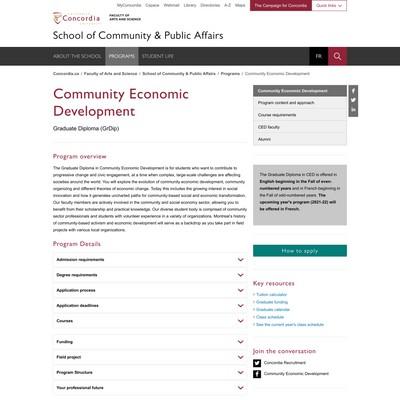 MyConcordia Cspace Webmail Library Directories A-Z Maps The Campaign for Concordia Quick links
Concordia
FACULTY OF
ARTS AND SCIENCE
School of Community & Public Affairs
ABOUT THE SCHOOL PROGRAMS STUDENT LIFE FR
Concordia.ca / Faculty of Arts and Science / School of Community & Public Affairs / Programs / Community Economic Development
Community Economic
Development
Graduate Diploma (GrDip)
Community Economic Development
Program content and approach
Course requirements
CED faculty
Alumni
Program overview
The Graduate Diploma in Community Economic Development is for students who want to contribute to
progressive change and civic engagement, at a time when complex, large-scale challenges are affecting
societies around the world. You will explore the evolution of community economic development, community
organizing and different theories of economic change. Today this includes the growing interest in social
innovation and how it generates uncharted paths for community-based social and economic transformation.
Our faculty members are actively involved in the community and social economy sector, allowing you to
benefit from their scholarship and practical knowledge. Our diverse student body is comprised of community
sector professionals and students with volunteer experience in a variety of organizations. Montreal's history
of community-based activism and economic development will serve as a backdrop as you take part in field
projects with various local organizations.
The Graduate Diploma in CED is offered in
English beginning in the Fall of even-
numbered years and in French beginning in
the Fall of odd-numbered years. The
upcoming year's program (2021-22) will
be offered in French.
How to apply
Program Details
Admission requirements
Degree requirements
Application process
Application deadlines
Courses
Funding
Field project
Program Structure
Your professional future
Key resources
Tuition calculator
Graduate funding
Graduate calendar
Class schedule
See the current year's class schedule
Join the conversation
Concordia Recruitment
Community Economic Development